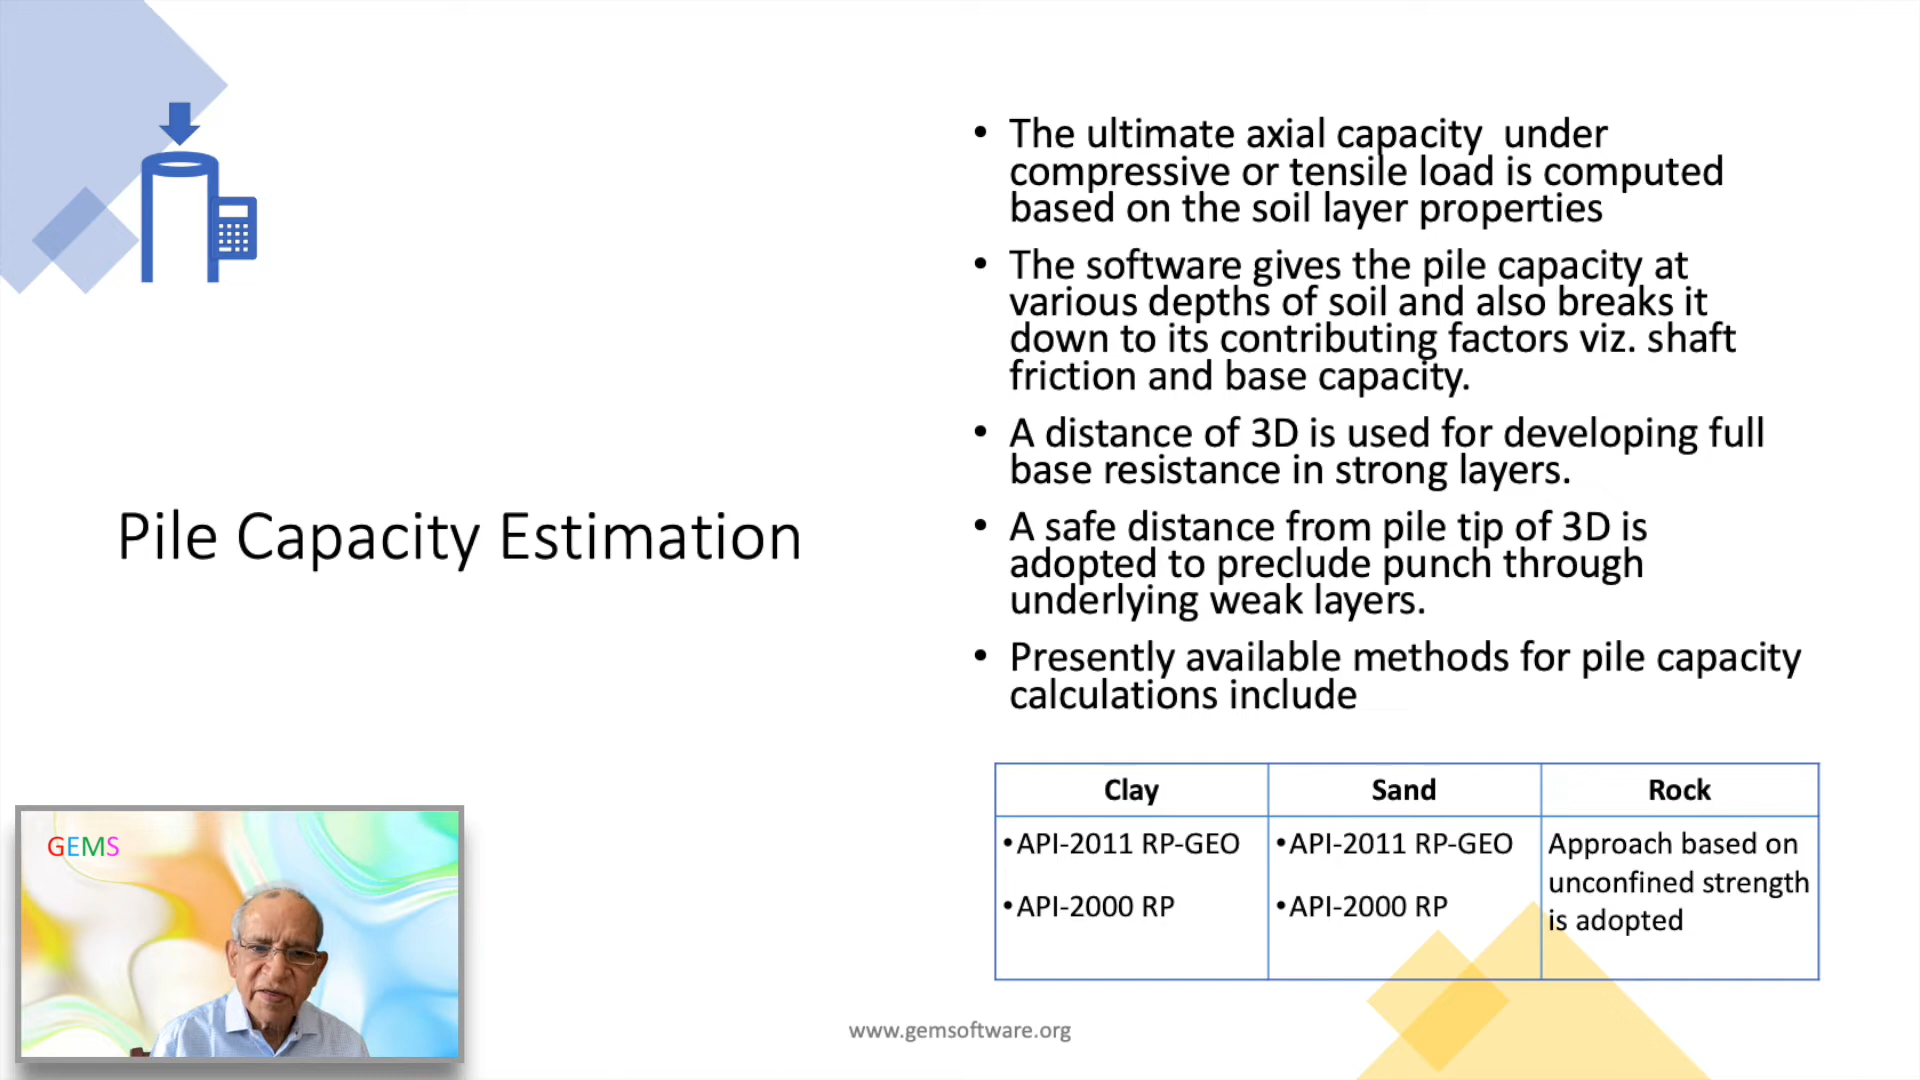 Pile Capacity Estimation
• The ultimate axial capacity  under
compressive or tensile load is computed
based on the soil layer properties
• The software gives the pile capacity at
various depths of soil and also breaks it
down to its contributing factors viz. shaft
friction and base capacity.
• A distance of 3D is used for developing full
base resistance in strong layers.
• A safe distance from pile tip of 3D is
adopted to preclude punch through
underlying weak layers.
• Presently available methods for pile capacity
calculations include
Clay
Sand
Rock
•API-2011 RP-GEO
•API-2000 RP
•API-2011 RP-GEO
•API-2000 RP
Approach based on
unconfined strength
is adopted
GEMS
www.gemsoftware.org